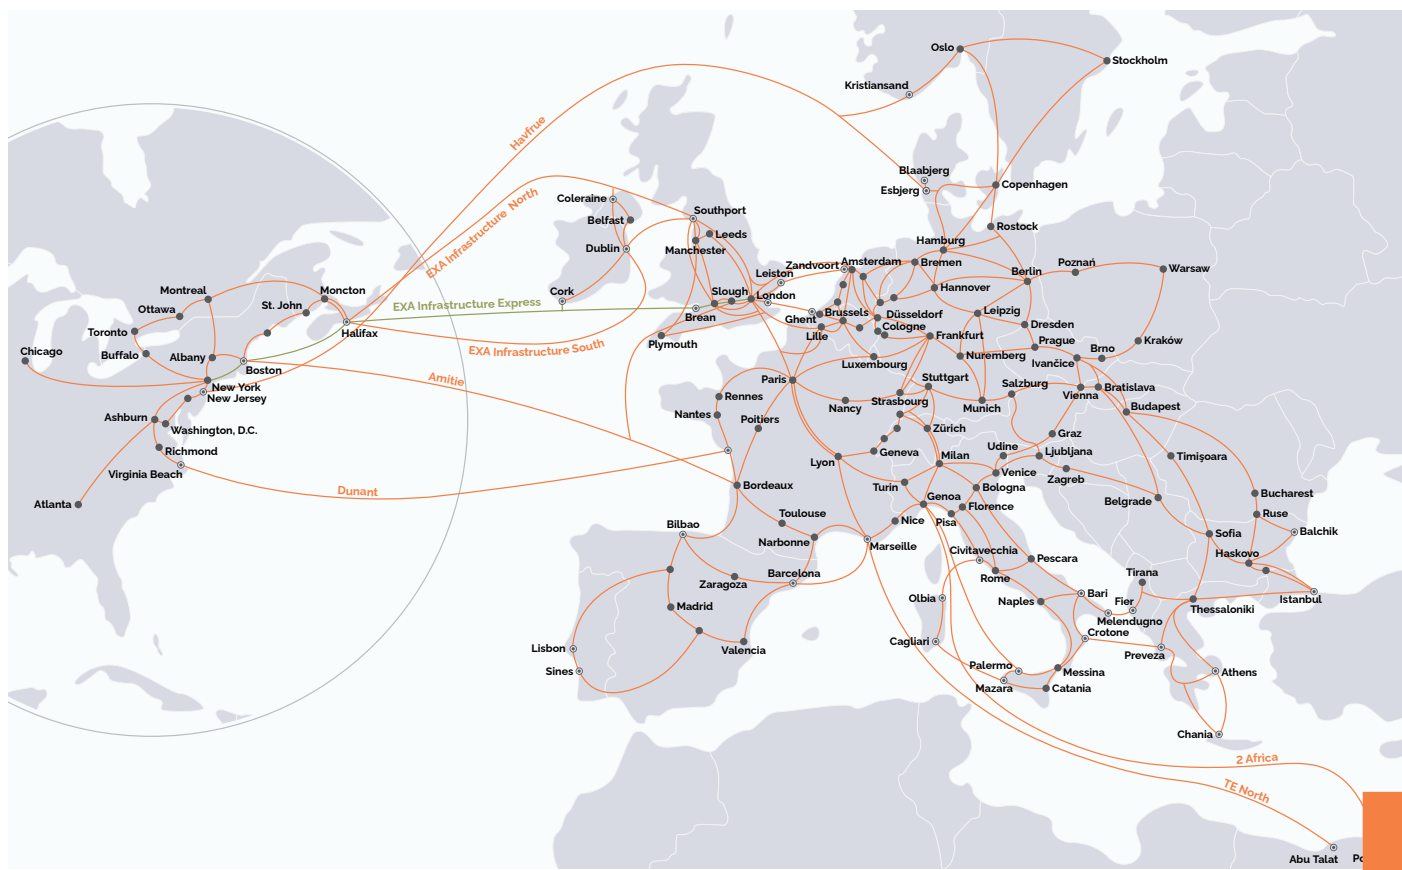 Oslo
Stockholm
Kristiansand
Havfrue
Blaabjerg
Esbjerg
Copenhagen
EXA Infrastructure North
Coleraine
Belfast
Dublin
Cork
Southport
Leeds
Manchester
Rostock
Hamburg
Bremen
Hannover
Berlin
Poznań
Warsaw
Leiston
Zandvoort
Amsterdam
Slough
London
Brean
Plymouth
Ghent
Brussels
Lille
Düsseldorf
Cologne
Leipzig
Dresden
Frankfurt
Nuremberg
Prague
Ivančice
Brno
Kraków
Luxembourg
EXA Infrastructure Express
EXA Infrastructure South
Amitie
Dunant
Montreal
Moncton
St. John
Ottawa
Halifax
Toronto
Buffalo
Albany
Boston
Chicago
New York
New Jersey
Ashburn
Washington, D.C.
Richmond
Virginia Beach
Atlanta
Paris
Rennes
Nantes
Poitiers
Nancy
Strasbourg
Stuttgart
Munich
Salzburg
Vienna
Bratislava
Budapest
Zürich
Geneva
Lyon
Milan
Turin
Udine
Venice
Graz
Ljubljana
Zagreb
Timişoara
Belgrade
Bologna
Genoa
Florence
Pisa
Nice
Bordeaux
Toulouse
Narbonne
Marseille
Bilbao
Zaragoza
Barcelona
Madrid
Valencia
Lisbon
Sines
Civitavecchia
Pescara
Rome
Olbia
Cagliari
Naples
Bari
Tirana
Fier
Melendugno
Crotone
Preveza
Palermo
Mazara
Messina
Catania
Bucharest
Ruse
Balchik
Sofia
Haskovo
Istanbul
Thessaloniki
Athens
Chania
2 Africa
TE North
Abu Talat